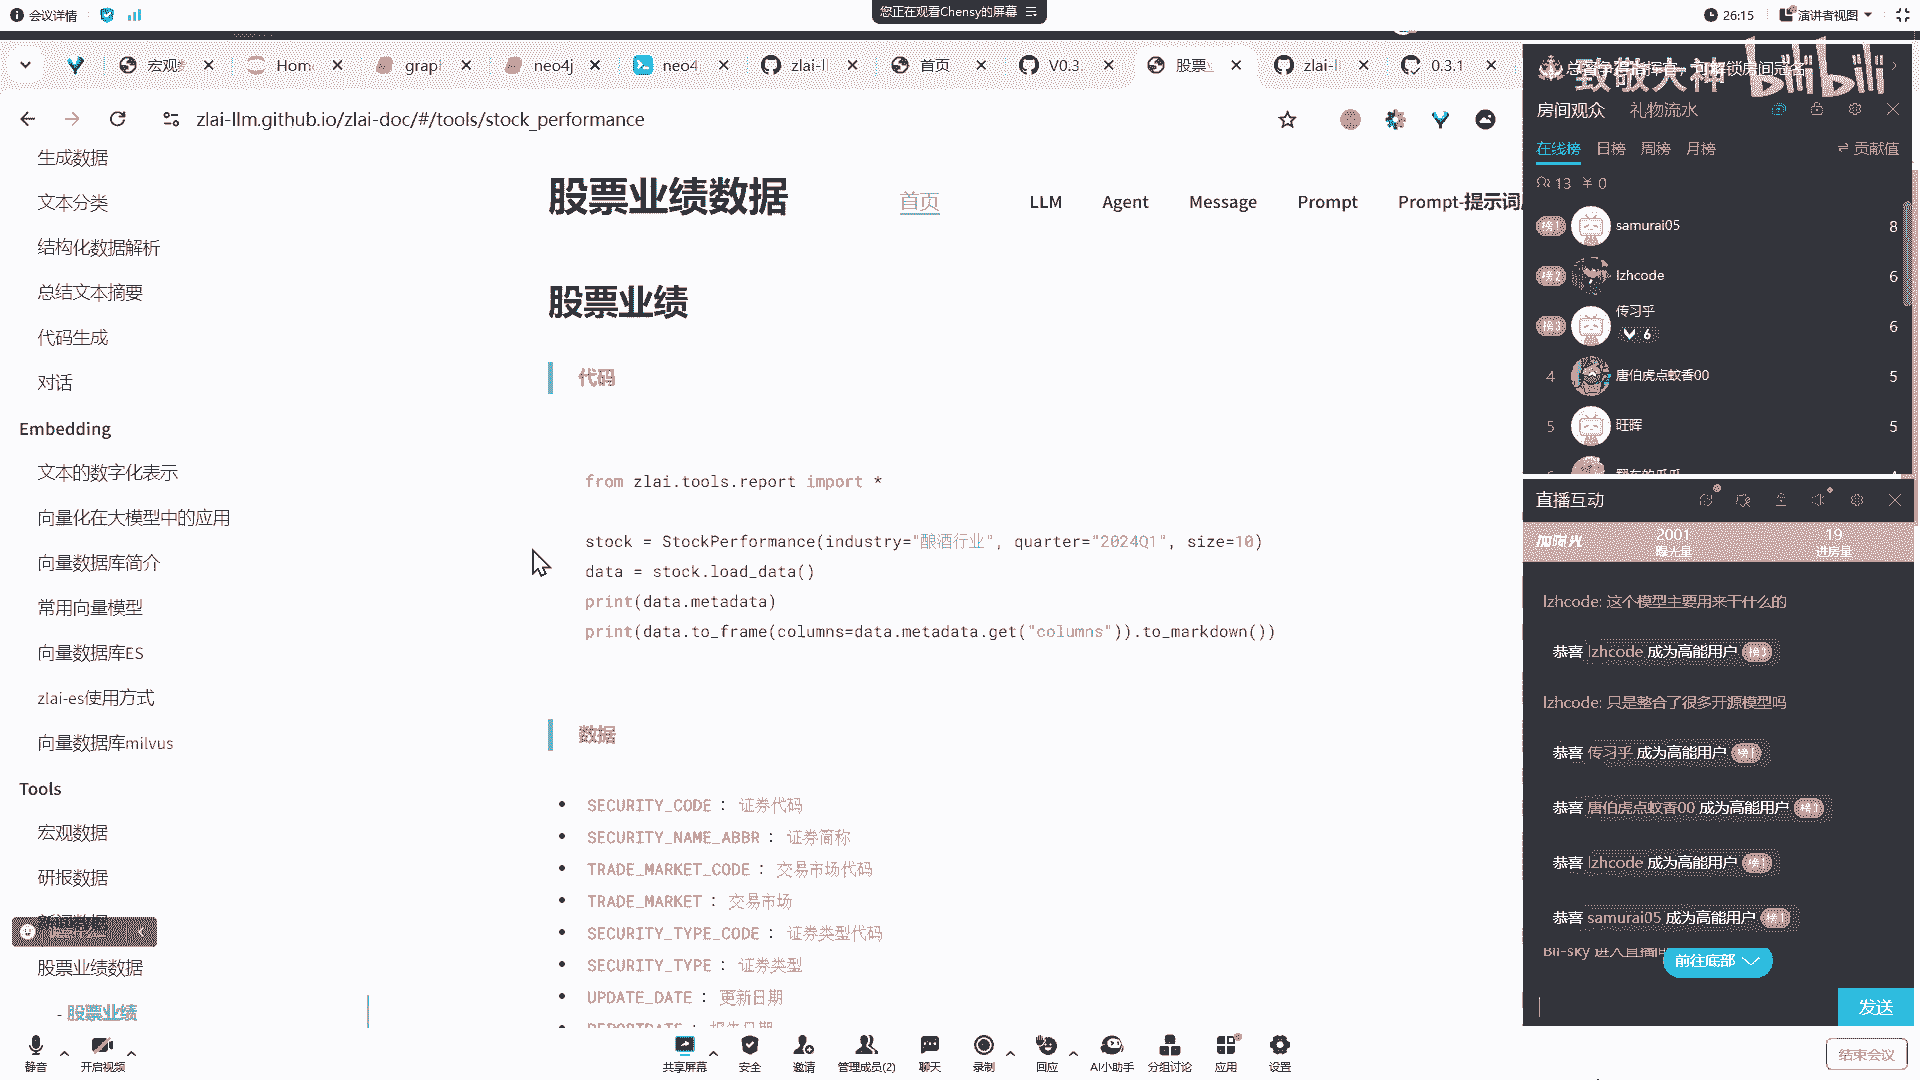 会议详情
您正在观看Chensy的屏幕
26:15
演讲者视图
Hom
grap
neo4j
neo4
zlai-ll
首页
V0.3.
股票
zlai-l
0.3.1
zlai-llm.github.io/zlai-doc/#/tools/stock_performance
生成数据
文本分类
结构化数据解析
总结文本摘要
代码生成
对话
Embedding
文本的数字化表示
向量化在大模型中的应用
向量数据库简介
常用向量模型
向量数据库ES
zlai-es使用方式
向量数据库milvus
Tools
宏观数据
研报数据
新闻数据
股票业绩数据
- 股票业绩
股票业绩数据
首页
LLM
Agent
Message
Prompt
Prompt-提示词
股票业绩
代码
from zlai.tools.report import *
stock = StockPerformance(industry="酿酒行业", quarter="2024Q1", size=10)
data = stock.load_data()
print(data.metadata)
print(data.to_frame(columns=data.metadata.get("columns")).to_markdown())
数据
SECURITY_CODE : 证券代码
SECURITY_NAME_ABBR : 证券简称
TRADE_MARKET_CODE : 交易市场代码
TRADE_MARKET : 交易市场
SECURITY_TYPE_CODE : 证券类型代码
SECURITY_TYPE : 证券类型
UPDATE_DATE : 更新日期
REPORTDATE : 报告日期
致敬大神
bilibili
房间观众
礼物流水
在线榜
日榜
周榜
月榜
贡献值
13
¥ 0
榜1
samurai05
8
榜2
lzhcode
6
榜3
传习乎
6
6
4
唐伯虎点蚊香00
5
5
旺晖
5
直播互动
加曝光
2001
曝光量
19
进房量
lzhcode: 这个模型主要用来干什么的
恭喜 lzhcode 成为高能用户 榜3
lzhcode: 只是整合了很多开源模型吗
恭喜 传习乎 成为高能用户 榜1
恭喜 唐伯虎点蚊香00 成为高能用户 榜1
恭喜 lzhcode 成为高能用户 榜1
恭喜 samurai05 成为高能用户 榜1
Bli-sky 进入直播间
前往底部
发送
静音
开启视频
共享屏幕
安全
邀请
管理成员(2)
聊天
录制
回应
AI小助手
分组讨论
应用
设置
结束会议